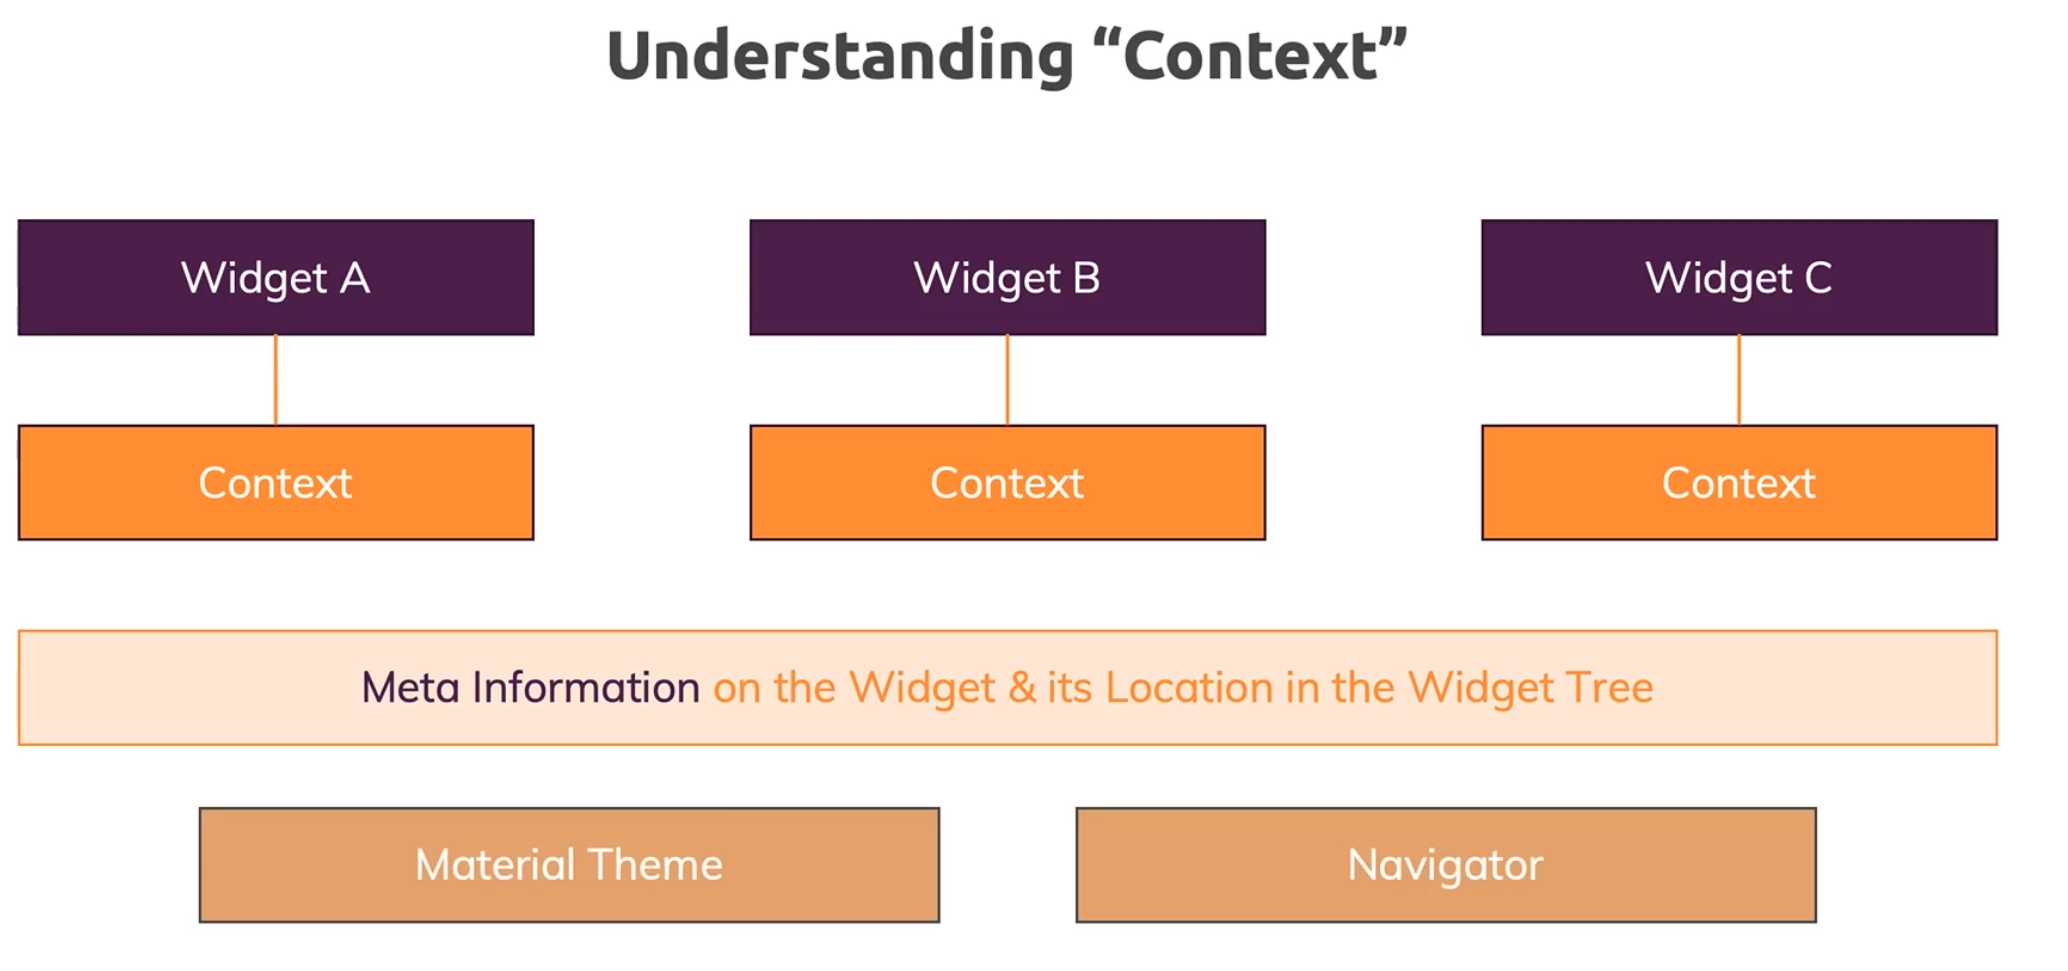 Understanding “Context”
Widget A
Widget B
Widget C
Context
Context
Context
Meta Information on the Widget & its Location in the Widget Tree
Material Theme
Navigator